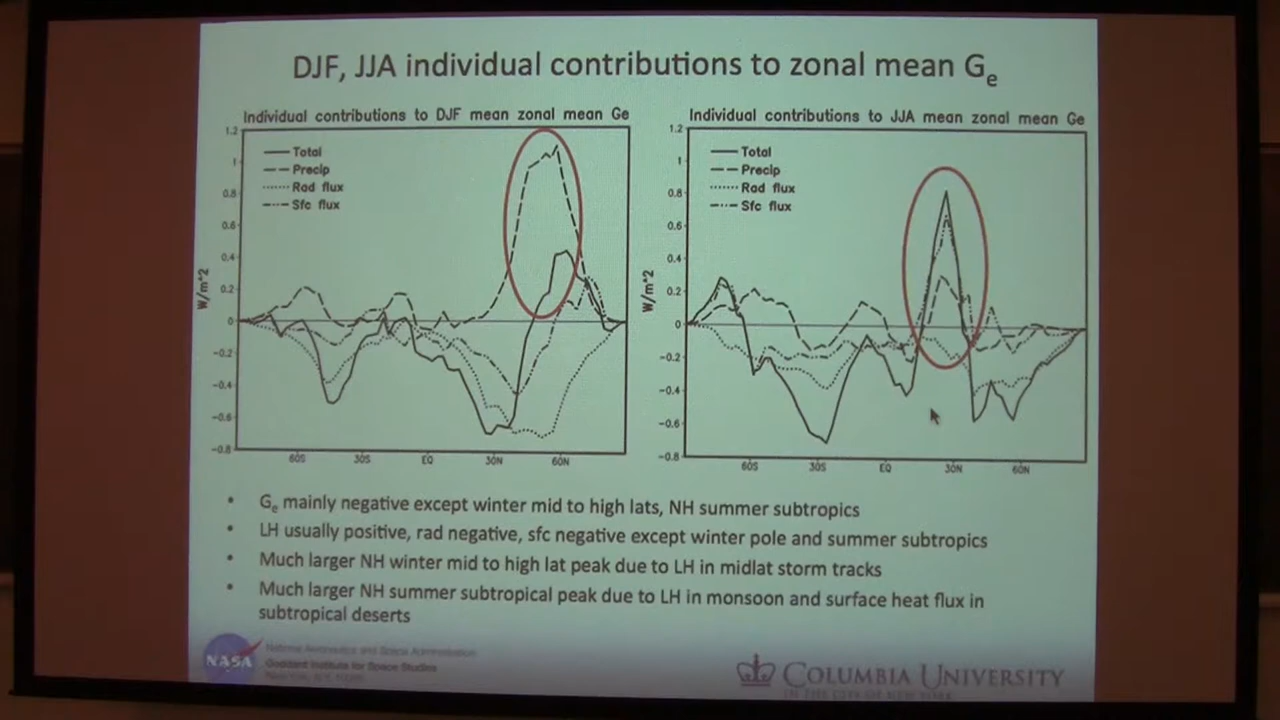 DJF, JJA individual contributions to zonal mean Ge
Individual contributions to DJF mean zonal mean Ge
1.2
1
0.8
0.6
0.4
0.2
0
-0.2
-0.4
-0.6
-0.8
W/m^2
Total
Precip
Rad flux
Sfc flux
60S 30S EQ 30N 60N
Individual contributions to JJA mean zonal mean Ge
1.2
1
0.8
0.6
0.4
0.2
0
-0.2
-0.4
-0.6
-0.8
W/m^2
Total
Precip
Rad flux
Sfc flux
60S 30S EQ 30N 60N
• Ge mainly negative except winter mid to high lats, NH summer subtropics
• LH usually positive, rad negative, sfc negative except winter pole and summer subtropics
• Much larger NH winter mid to high lat peak due to LH in midlat storm tracks
• Much larger NH summer subtropical peak due to LH in monsoon and surface heat flux in
subtropical deserts
NASA
National Aeronautics and Space Administration
Goddard Institute for Space Studies
COLUMBIA UNIVERSITY
IN THE CITY OF NEW YORK